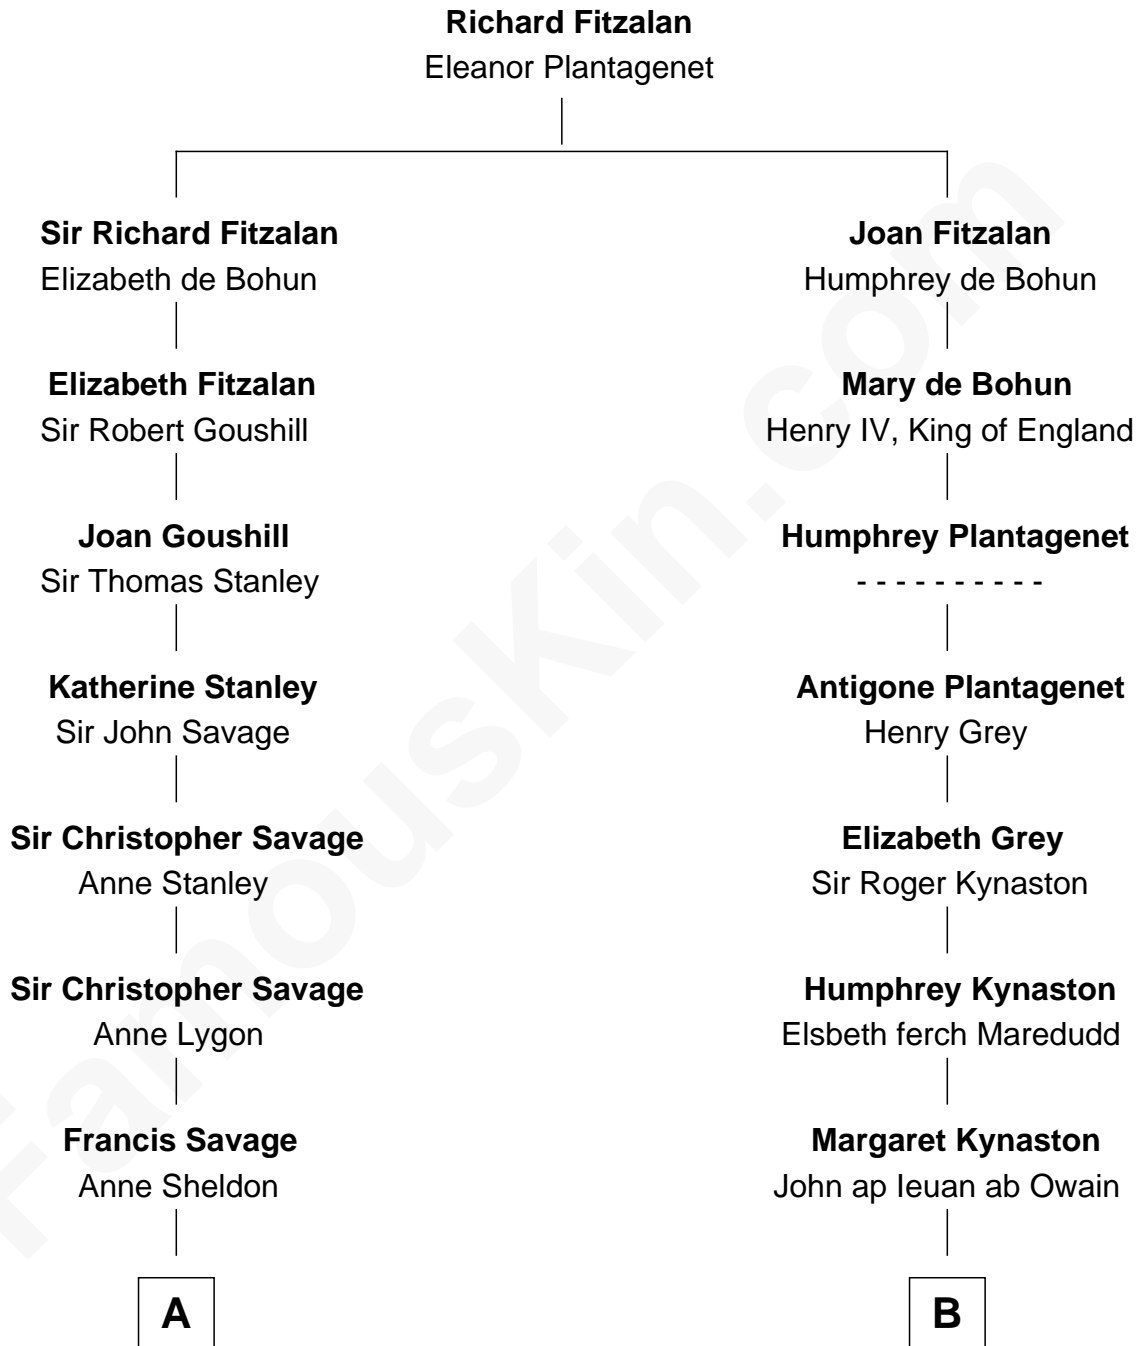 Richard Fitzalan
Eleanor Plantagenet
Sir Richard Fitzalan
Elizabeth de Bohun
Elizabeth Fitzalan
Sir Robert Goushill
Joan Goushill
Sir Thomas Stanley
Katherine Stanley
Sir John Savage
Sir Christopher Savage
Anne Stanley
Sir Christopher Savage
Anne Lygon
Francis Savage
Anne Sheldon
A
Joan Fitzalan
Humphrey de Bohun
Mary de Bohun
Henry IV, King of England
Humphrey Plantagenet
- - - - - - - - - -
Antigone Plantagenet
Henry Grey
Elizabeth Grey
Sir Roger Kynaston
Humphrey Kynaston
Elsbeth ferch Maredudd
Margaret Kynaston
John ap Ieuan ab Owain
B
FamousKin.com